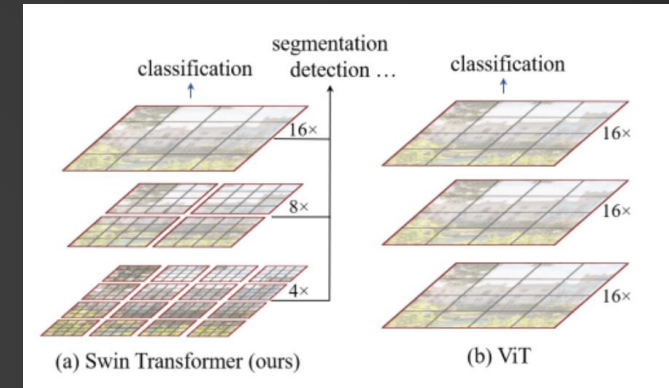 segmentation
classification
detection ...
classification
16×
8×
4×
16×
16×
16×
(a) Swin Transformer (ours)
(b) ViT